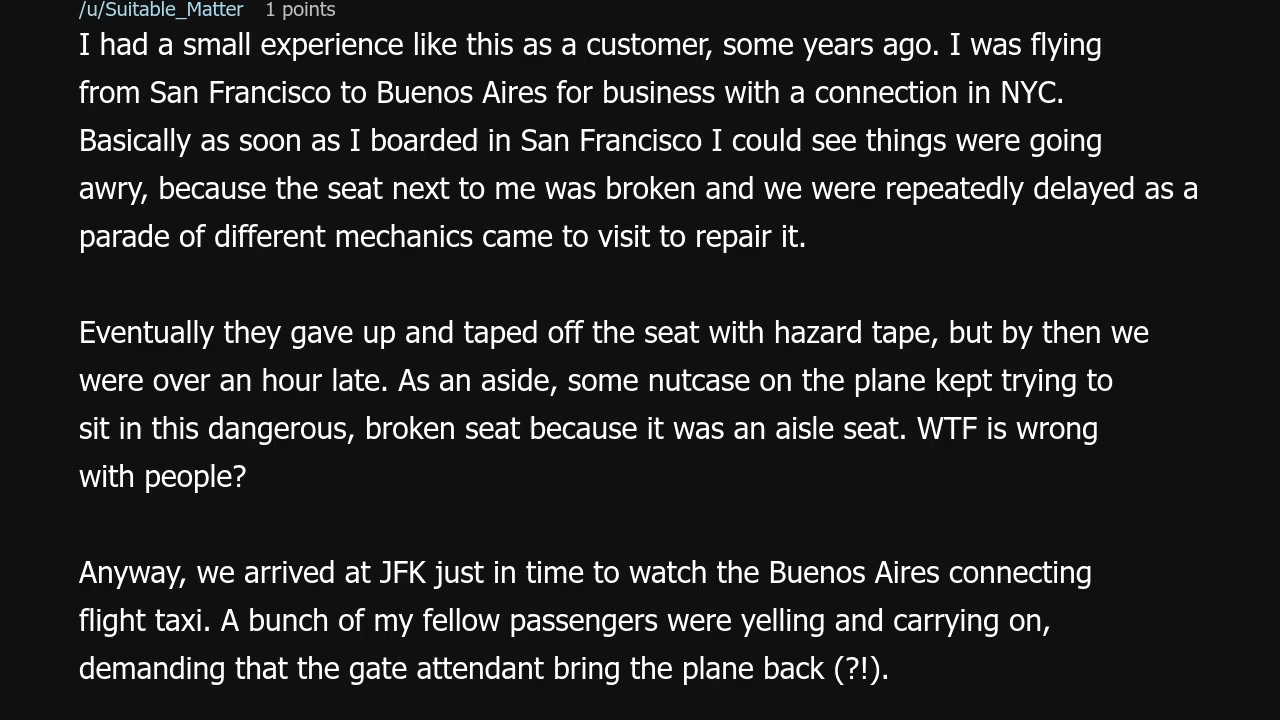 /u/Suitable_Matter 1 points
I had a small experience like this as a customer, some years ago. I was flying
from San Francisco to Buenos Aires for business with a connection in NYC.
Basically as soon as I boarded in San Francisco I could see things were going
awry, because the seat next to me was broken and we were repeatedly delayed as a
parade of different mechanics came to visit to repair it.
Eventually they gave up and taped off the seat with hazard tape, but by then we
were over an hour late. As an aside, some nutcase on the plane kept trying to
sit in this dangerous, broken seat because it was an aisle seat. WTF is wrong
with people?
Anyway, we arrived at JFK just in time to watch the Buenos Aires connecting
flight taxi. A bunch of my fellow passengers were yelling and carrying on,
demanding that the gate attendant bring the plane back (?!).